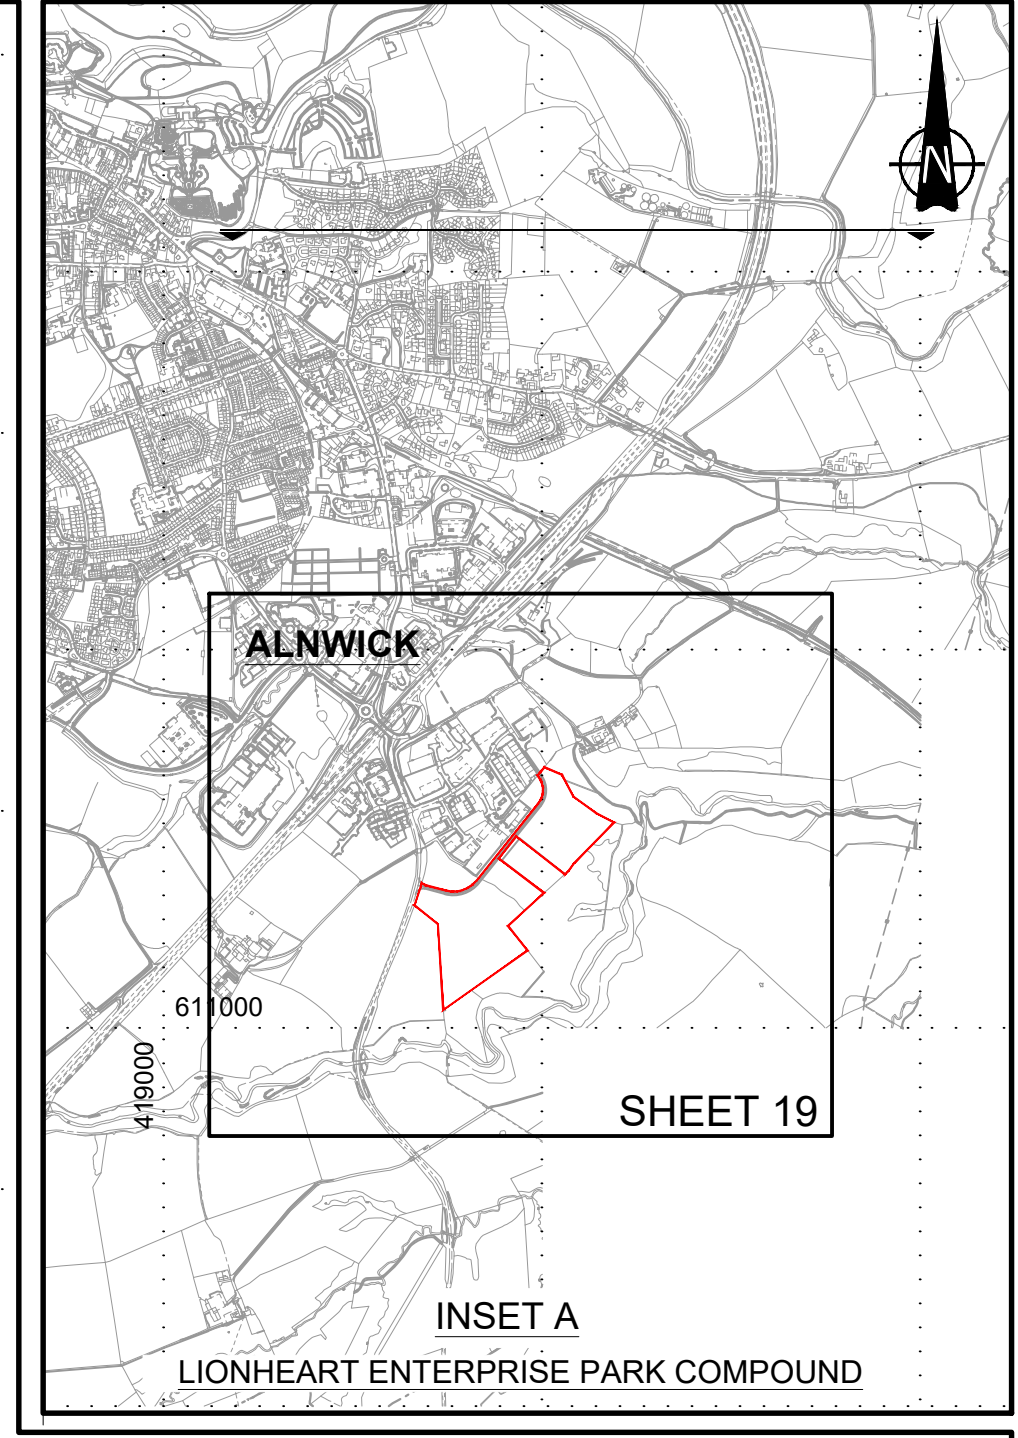 N
ALNWICK
611000
419000
SHEET 19
INSET A
LIONHEART ENTERPRISE PARK COMPOUND